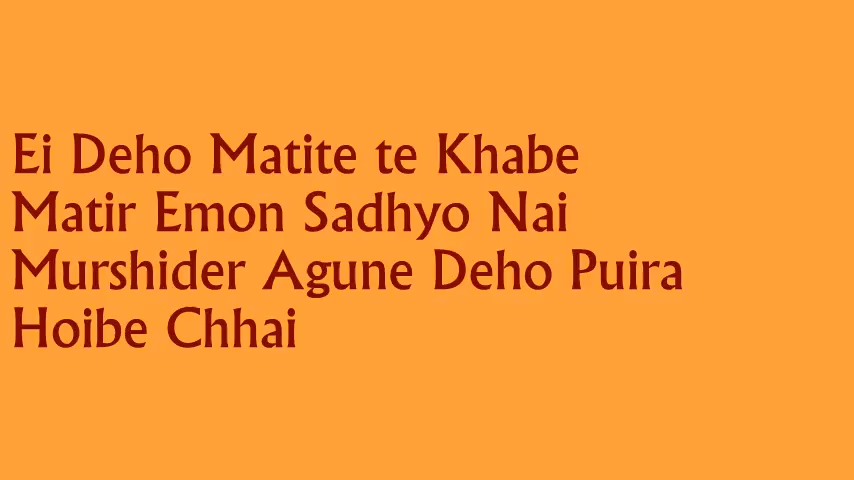 Ei Deho Matite te Khabe
Matir Emon Sadhyo Nai
Murshider Agune Deho Puira
Hoibe Chhai